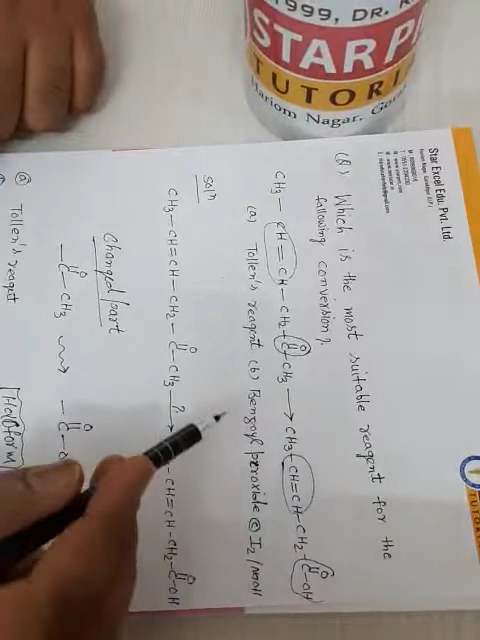 1999, DR.
STAR P
TUTORI
Hariom Nagar, Gora
Star Excel Edu. Pvt. Ltd.
TUTOR
(Q) Which is the most suitable reagent for the
following conversion?
CH3 - CH = CH - CH2 - C - CH3 → CH3 - CH = CH - CH2 - C - OH
O O
(a) Tollen's reagent (b) Benzoyl peroxide (c) I2/NaOH
Soln
CH3 - CH = CH - CH2 - C - CH3 ? → - CH = CH - CH2 - C - OH
O O
Changed part
- C - CH3 ⇝ - C - O
O O
(a) Tollen's reagent
Haloform